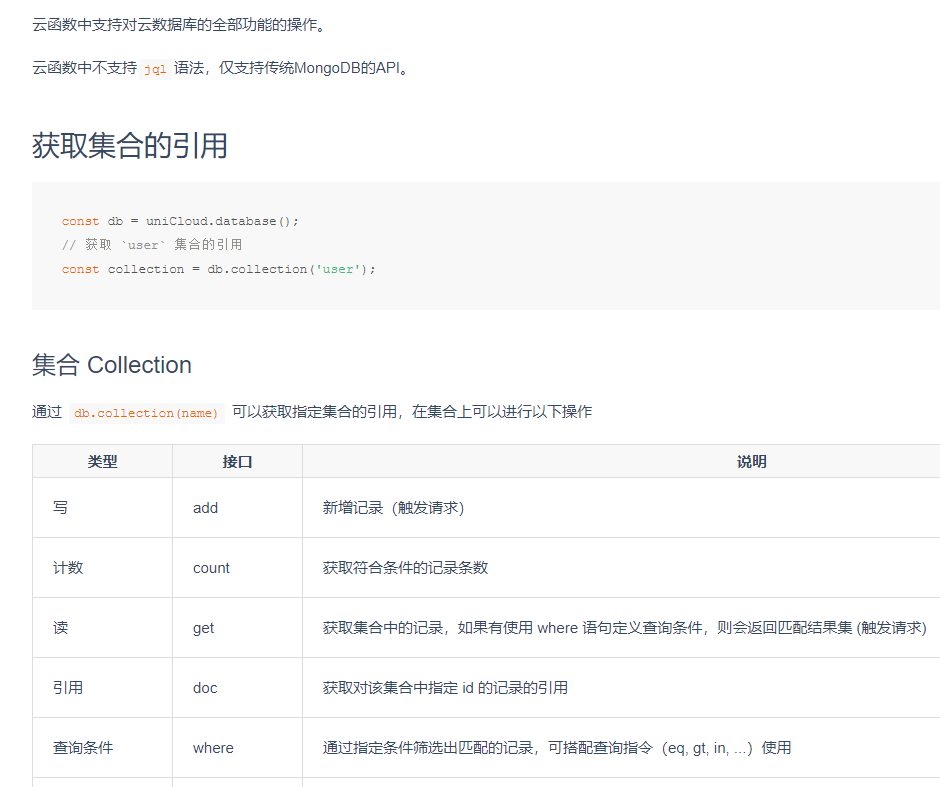 云函数中支持对云数据库的全部功能的操作。
云函数中不支持 jql 语法，仅支持传统MongoDB的API。
获取集合的引用
const db = uniCloud.database();
// 获取 `user` 集合的引用
const collection = db.collection('user');
集合 Collection
通过 db.collection(name) 可以获取指定集合的引用，在集合上可以进行以下操作
类型 接口 说明
写 add 新增记录（触发请求）
计数 count 获取符合条件的记录条数
读 get 获取集合中的记录，如果有使用 where 语句定义查询条件，则会返回匹配结果集 (触发请求)
引用 doc 获取对该集合中指定 id 的记录的引用
查询条件 where 通过指定条件筛选出匹配的记录，可搭配查询指令（eq, gt, in, ...）使用